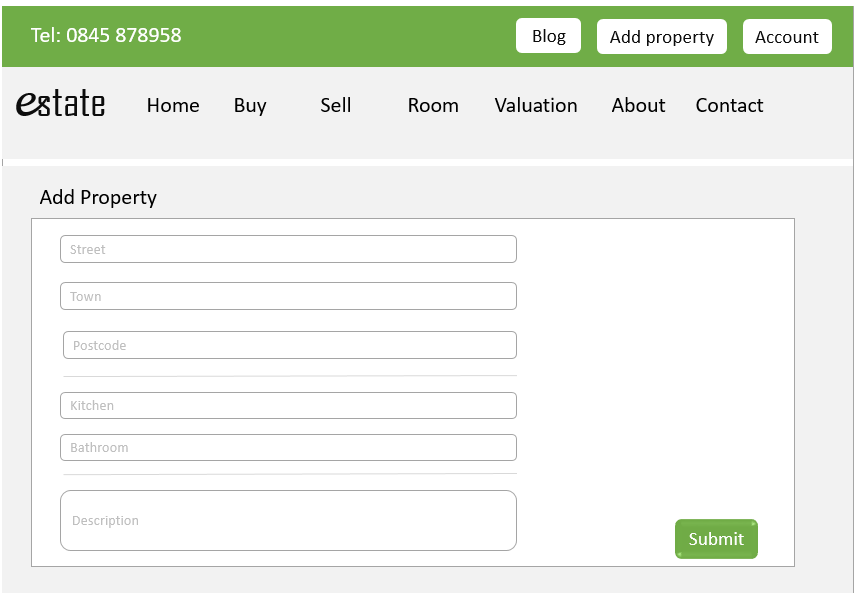 Tel: 0845 878958 Blog Add property Account
estate Home Buy Sell Room Valuation About Contact
Add Property
Street
Town
Postcode
Kitchen
Bathroom
Description
Submit